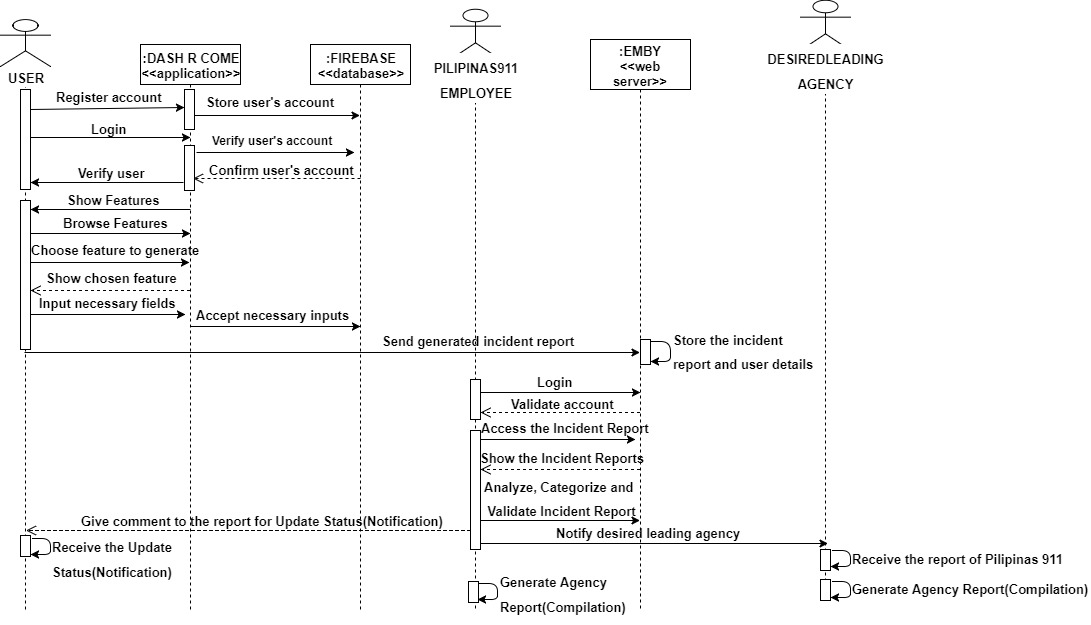 USER
:DASH R COME
<<application>>
:FIREBASE
<<database>>
PILIPINAS911
EMPLOYEE
:EMBY
<<web
server>>
DESIREDLEADING
AGENCY
Register account
Store user's account
Login
Verify user's account
Confirm user's account
Verify user
Show Features
Browse Features
Choose feature to generate
Show chosen feature
Input necessary fields
Accept necessary inputs
Send generated incident report
Store the incident
report and user details
Login
Validate account
Access the Incident Report
Show the Incident Reports
Analyze, Categorize and
Validate Incident Report
Give comment to the report for Update Status(Notification)
Notify desired leading agency
Receive the Update
Status(Notification)
Receive the report of Pilipinas 911
Generate Agency
Report(Compilation)
Generate Agency Report(Compilation)